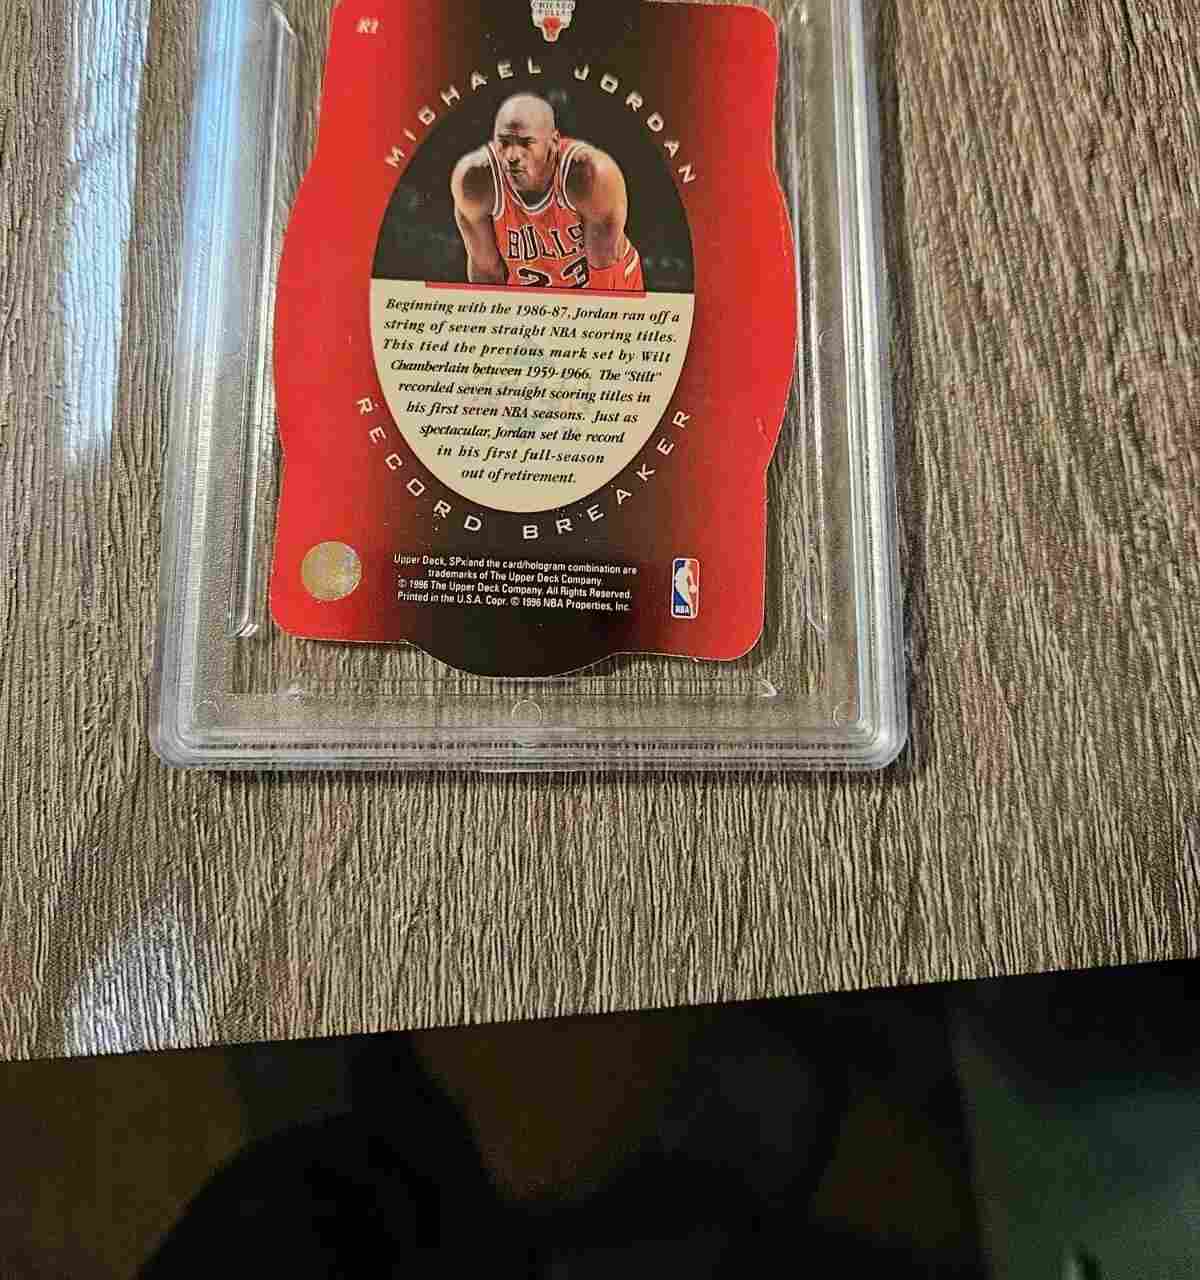 R1
CHICAGO
BULLS
MICHAEL JORDAN
BULLS
23
Beginning with the 1986-87, Jordan ran off a
string of seven straight NBA scoring titles.
This tied the previous mark set by Wilt
Chamberlain between 1959-1966. The "Stilt"
recorded seven straight scoring titles in
his first seven NBA seasons. Just as
spectacular, Jordan set the record
in his first full-season
out of retirement.
RECORD BREAKER
Upper Deck, SPx and the card/hologram combination are
trademarks of The Upper Deck Company.
© 1996 The Upper Deck Company. All Rights Reserved.
Printed in the U.S.A. Copr. © 1996 NBA Properties, Inc.
NBA